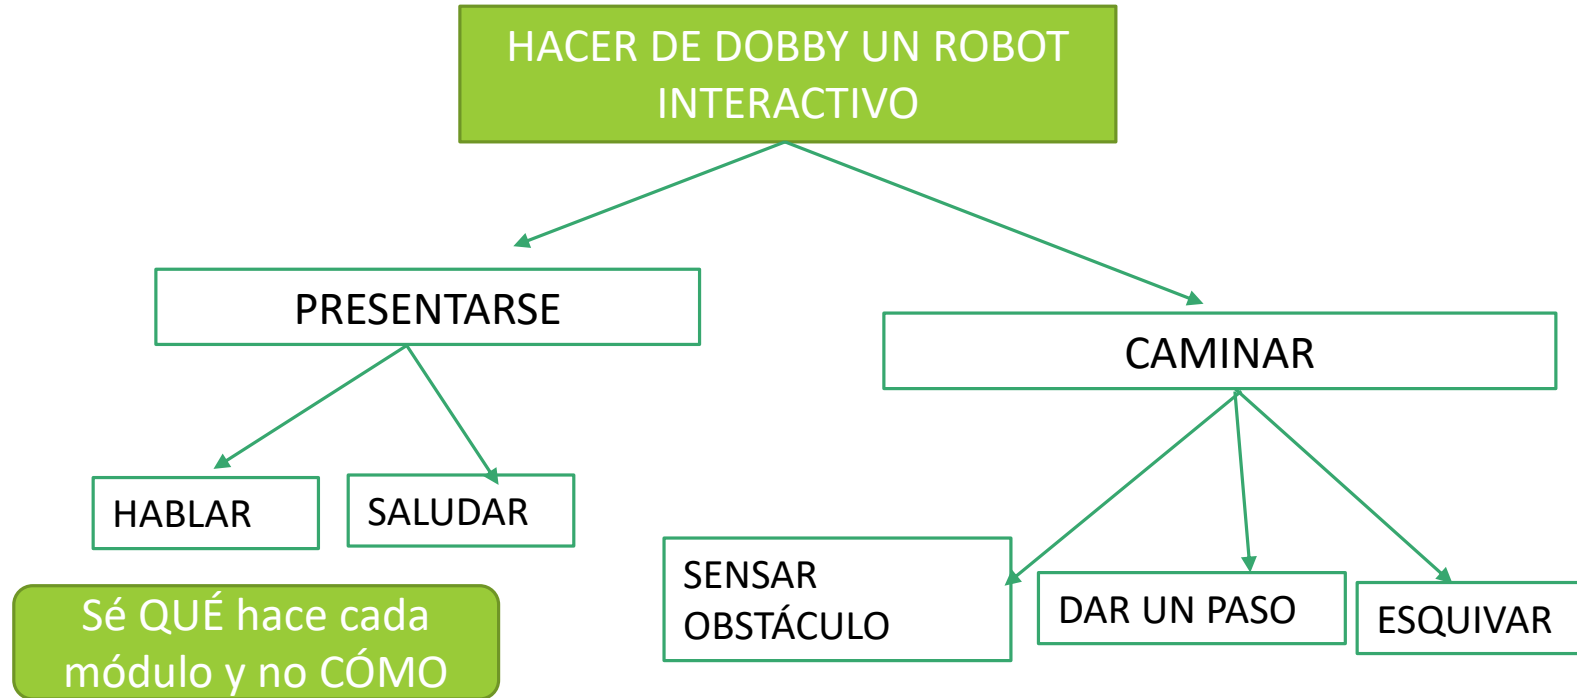 HACER DE DOBBY UN ROBOT
INTERACTIVO
PRESENTARSE
CAMINAR
HABLAR
SALUDAR
SENSAR
OBSTÁCULO
DAR UN PASO
ESQUIVAR
Sé QUÉ hace cada
módulo y no CÓMO